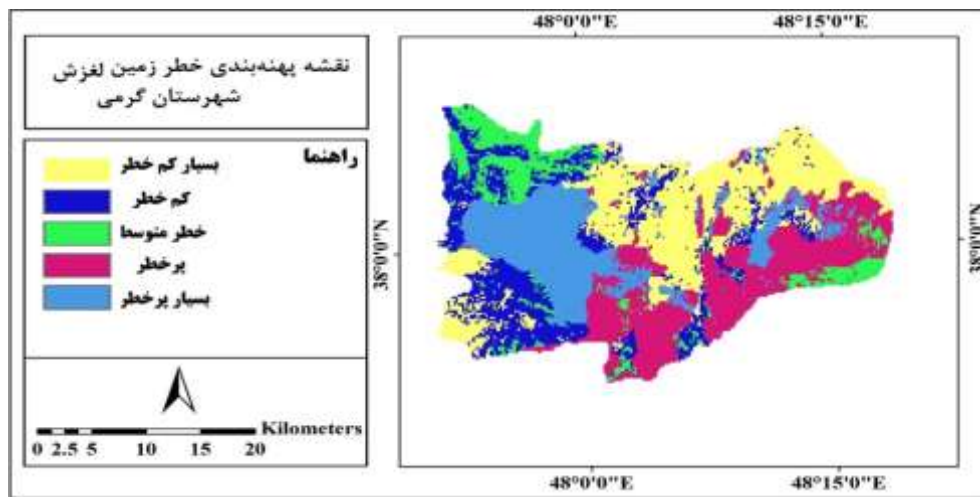 نقشه پهنه‌بندی خطر زمین لغزش
شهرستان گرمی
راهنما
بسیار کم خطر
کم خطر
خطر متوسط
پرخطر
بسیار پرخطر
Kilometers
0 2.5 5 10 15 20
48°0'0"E 48°15'0"E
38°0'0"N
38°0'0"N
48°0'0"E 48°15'0"E